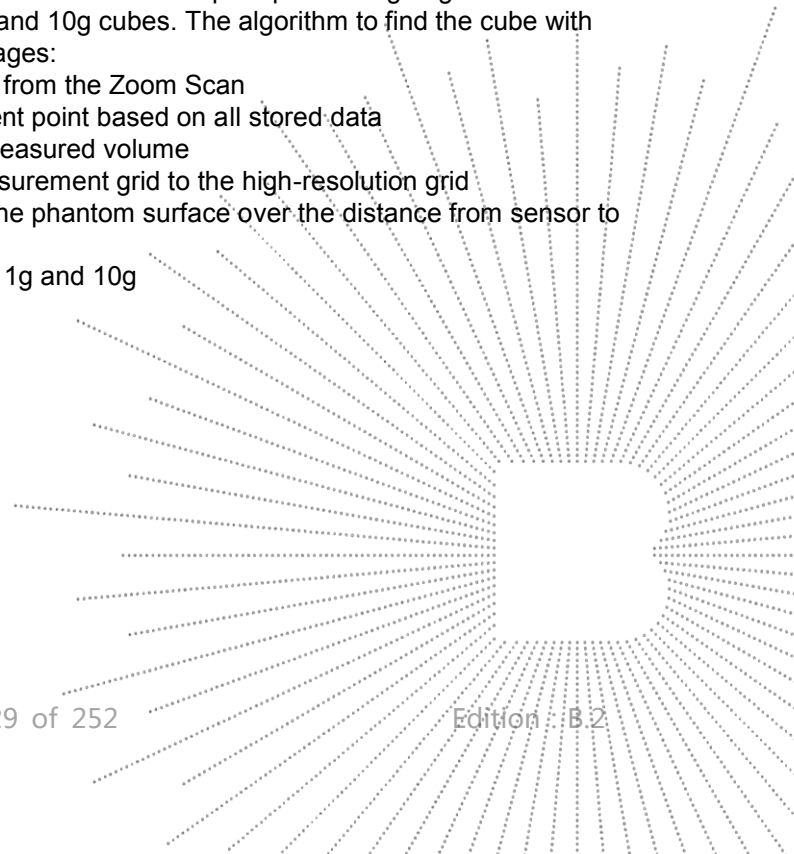 and 10g cubes. The algorithm to find the cube with
ages:
from the Zoom Scan
ent point based on all stored data
easured volume
surement grid to the high-resolution grid
he phantom surface over the distance from sensor to
1g and 10g
29 of 252 Edition : B.2